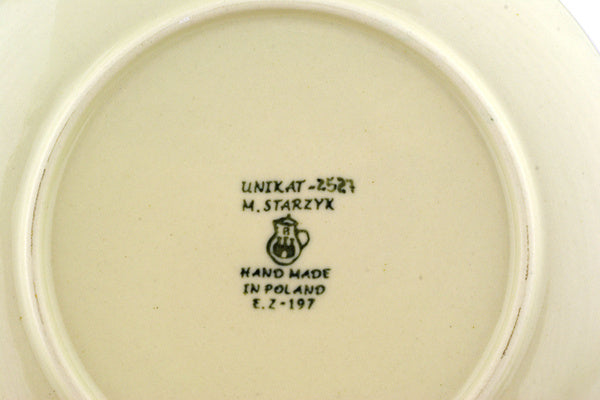 UNIKAT-2527
M. STARZYK
HAND MADE
IN POLAND
E.Z-197